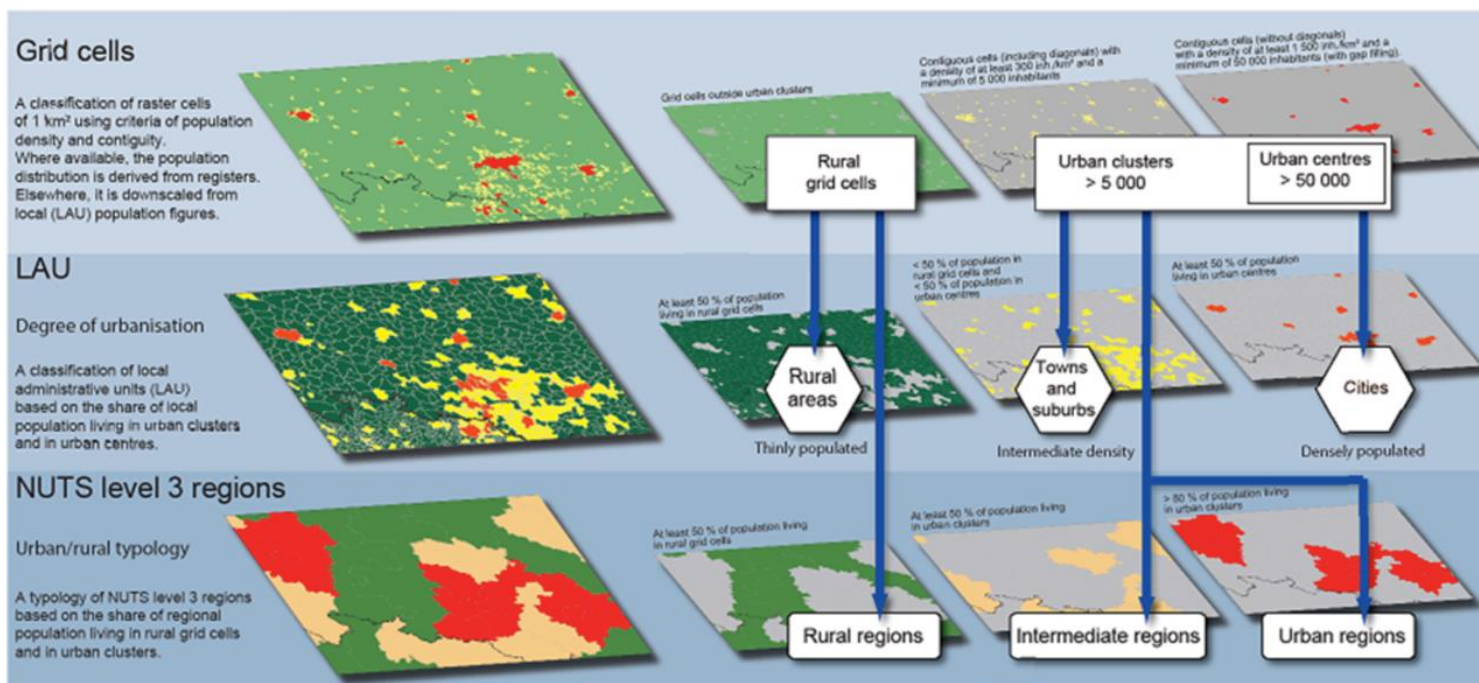 Grid cells
A classification of raster cells
of 1 km² using criteria of population
density and contiguity.
Where available, the population
distribution is derived from registers.
Elsewhere, it is downscaled from
local (LAU) population figures.
Grid cells outside urban clusters
Contiguous cells (including diagonals) with
a density of at least 300 inh./km² and a
minimum of 5 000 inhabitants
Contiguous cells (without diagonals)
with a density of at least 1 500 inh./km² and a
minimum of 50 000 inhabitants (with gap filling)
Rural
grid cells
Urban clusters
> 5 000
Urban centres
> 50 000
LAU
Degree of urbanisation
A classification of local
administrative units (LAU)
based on the share of local
population living in urban clusters
and in urban centres.
At least 50 % of population
living in rural grid cells
< 50 % of population in
rural grid cells and
< 50 % of population in
urban centres
At least 50 % of population
living in urban centres
Rural
areas
Towns
and
suburbs
Cities
Thinly populated
Intermediate density
Densely populated
NUTS level 3 regions
Urban/rural typology
A typology of NUTS level 3 regions
based on the share of regional
population living in rural grid cells
and in urban clusters.
At least 50 % of population living
in rural grid cells
At least 50 % of population living
in urban clusters
> 80 % of population living
in urban clusters
Rural regions
Intermediate regions
Urban regions